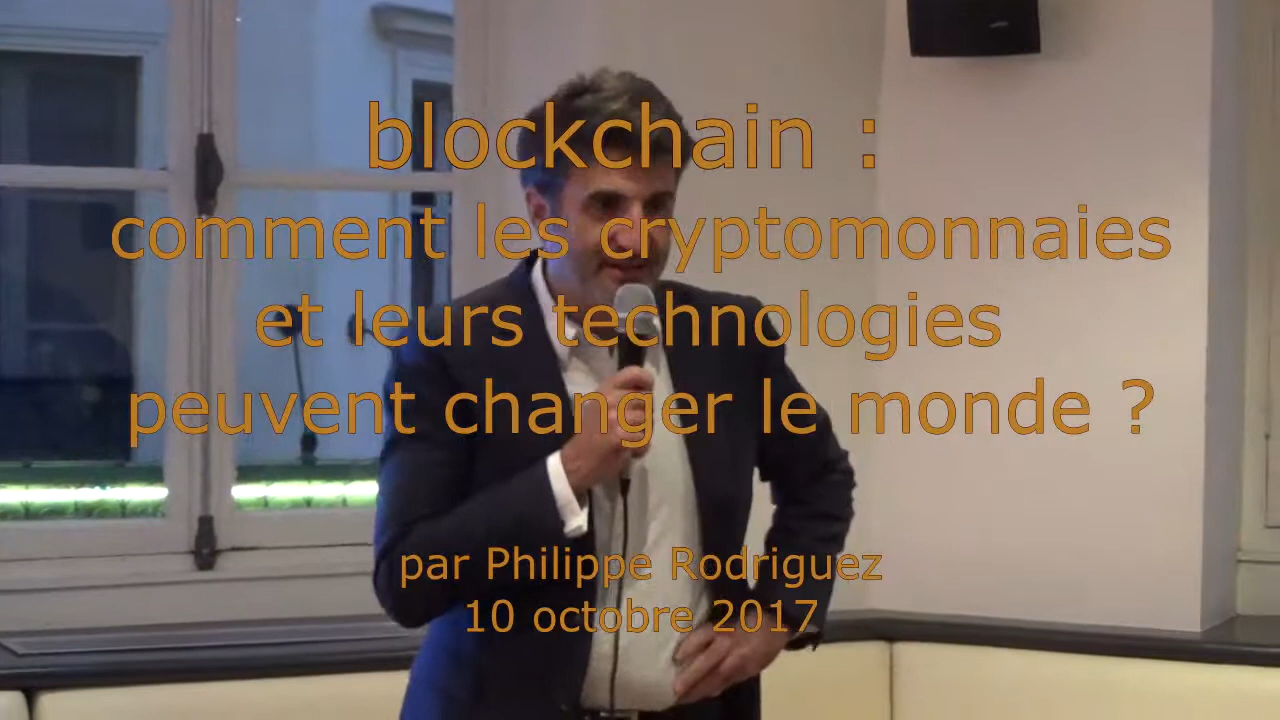 blockchain :
comment les cryptomonnaies
et leurs technologies
peuvent changer le monde ?
par Philippe Rodriguez
10 octobre 2017